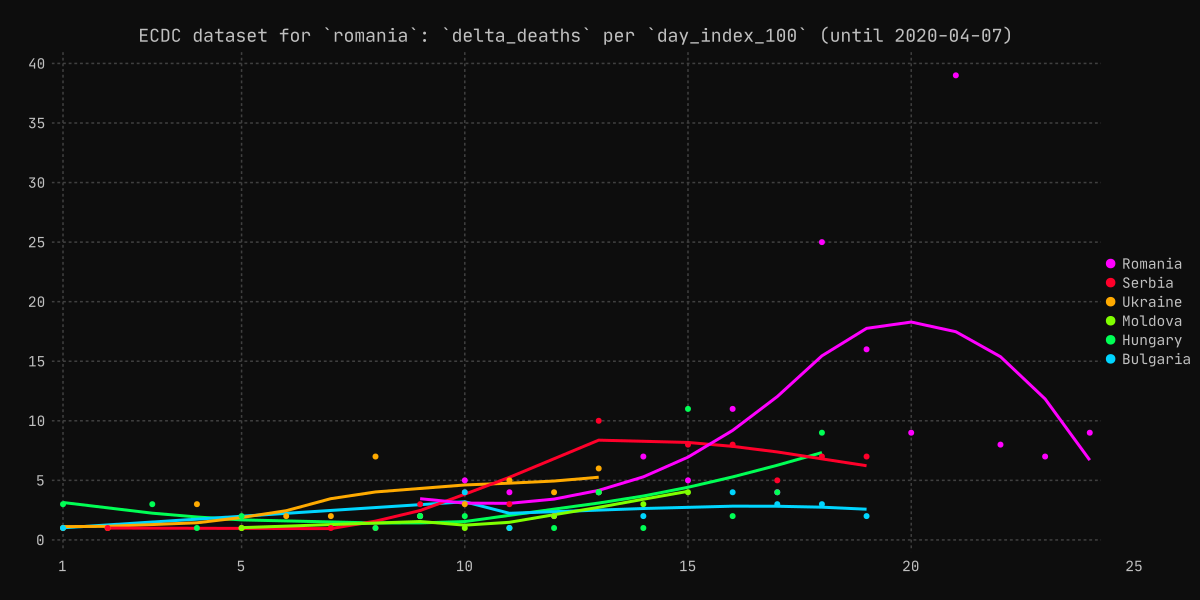 ECDC dataset for `romania`: `delta_deaths` per `day_index_100` (until 2020-04-07)
40
35
30
25
20
15
10
5
0
1 5 10 15 20 25
Romania
Serbia
Ukraine
Moldova
Hungary
Bulgaria